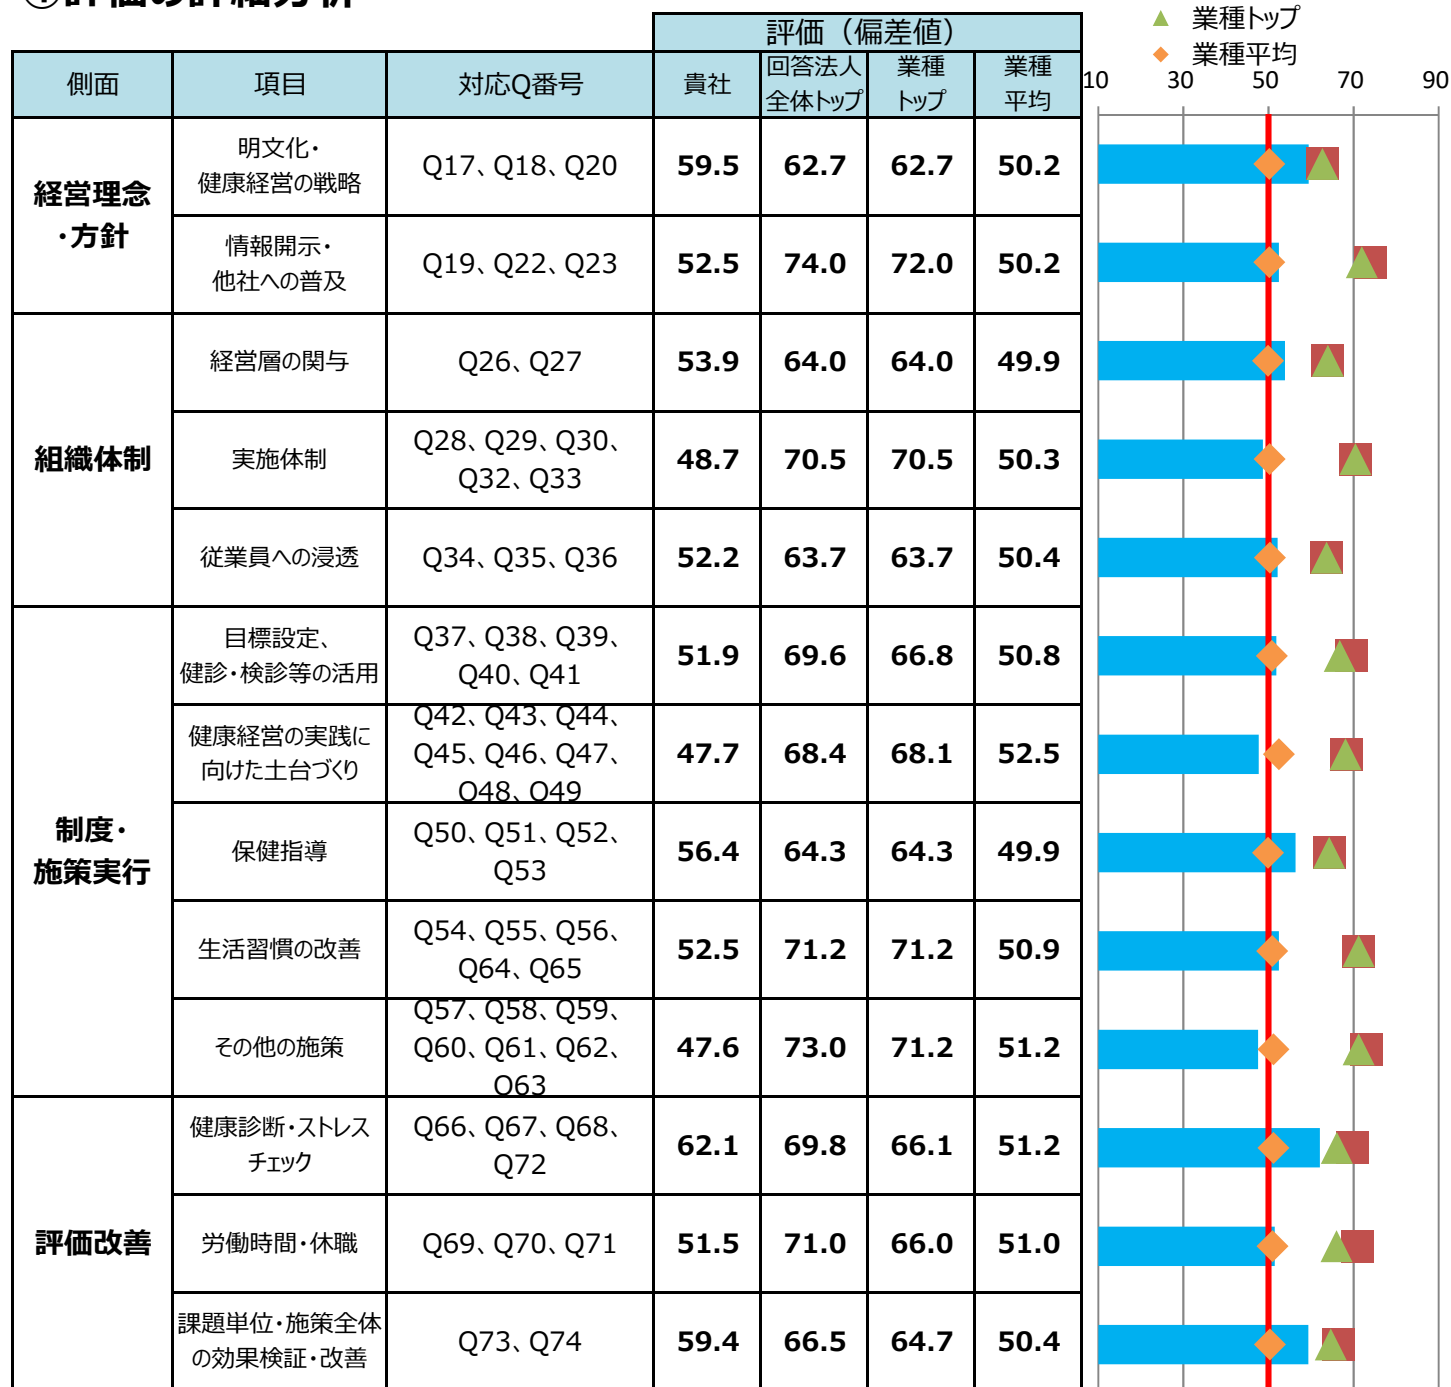 ①評価の詳細分析
業種トップ
業種平均
評価（偏差値）
側面 項目 対応Q番号 貴社 回答法人 業種 業種
全体トップ トップ 平均
10 30 50 70 90
経営理念
・方針
明文化・
健康経営の戦略
Q17、Q18、Q20 59.5 62.7 62.7 50.2
情報開示・
他社への普及
Q19、Q22、Q23 52.5 74.0 72.0 50.2
組織体制
経営層の関与 Q26、Q27 53.9 64.0 64.0 49.9
実施体制
Q28、Q29、Q30、
Q32、Q33
48.7 70.5 70.5 50.3
従業員への浸透 Q34、Q35、Q36 52.2 63.7 63.7 50.4
制度・
施策実行
目標設定、
健診・検診等の活用
Q37、Q38、Q39、
Q40、Q41
51.9 69.6 66.8 50.8
健康経営の実践に
向けた土台づくり
Q42、Q43、Q44、
Q45、Q46、Q47、
Q48、Q49
47.7 68.4 68.1 52.5
保健指導
Q50、Q51、Q52、
Q53
56.4 64.3 64.3 49.9
生活習慣の改善
Q54、Q55、Q56、
Q64、Q65
52.5 71.2 71.2 50.9
その他の施策
Q57、Q58、Q59、
Q60、Q61、Q62、
Q63
47.6 73.0 71.2 51.2
評価改善
健康診断・ストレス
チェック
Q66、Q67、Q68、
Q72
62.1 69.8 66.1 51.2
労働時間・休職 Q69、Q70、Q71 51.5 71.0 66.0 51.0
課題単位・施策全体
の効果検証・改善
Q73、Q74 59.4 66.5 64.7 50.4